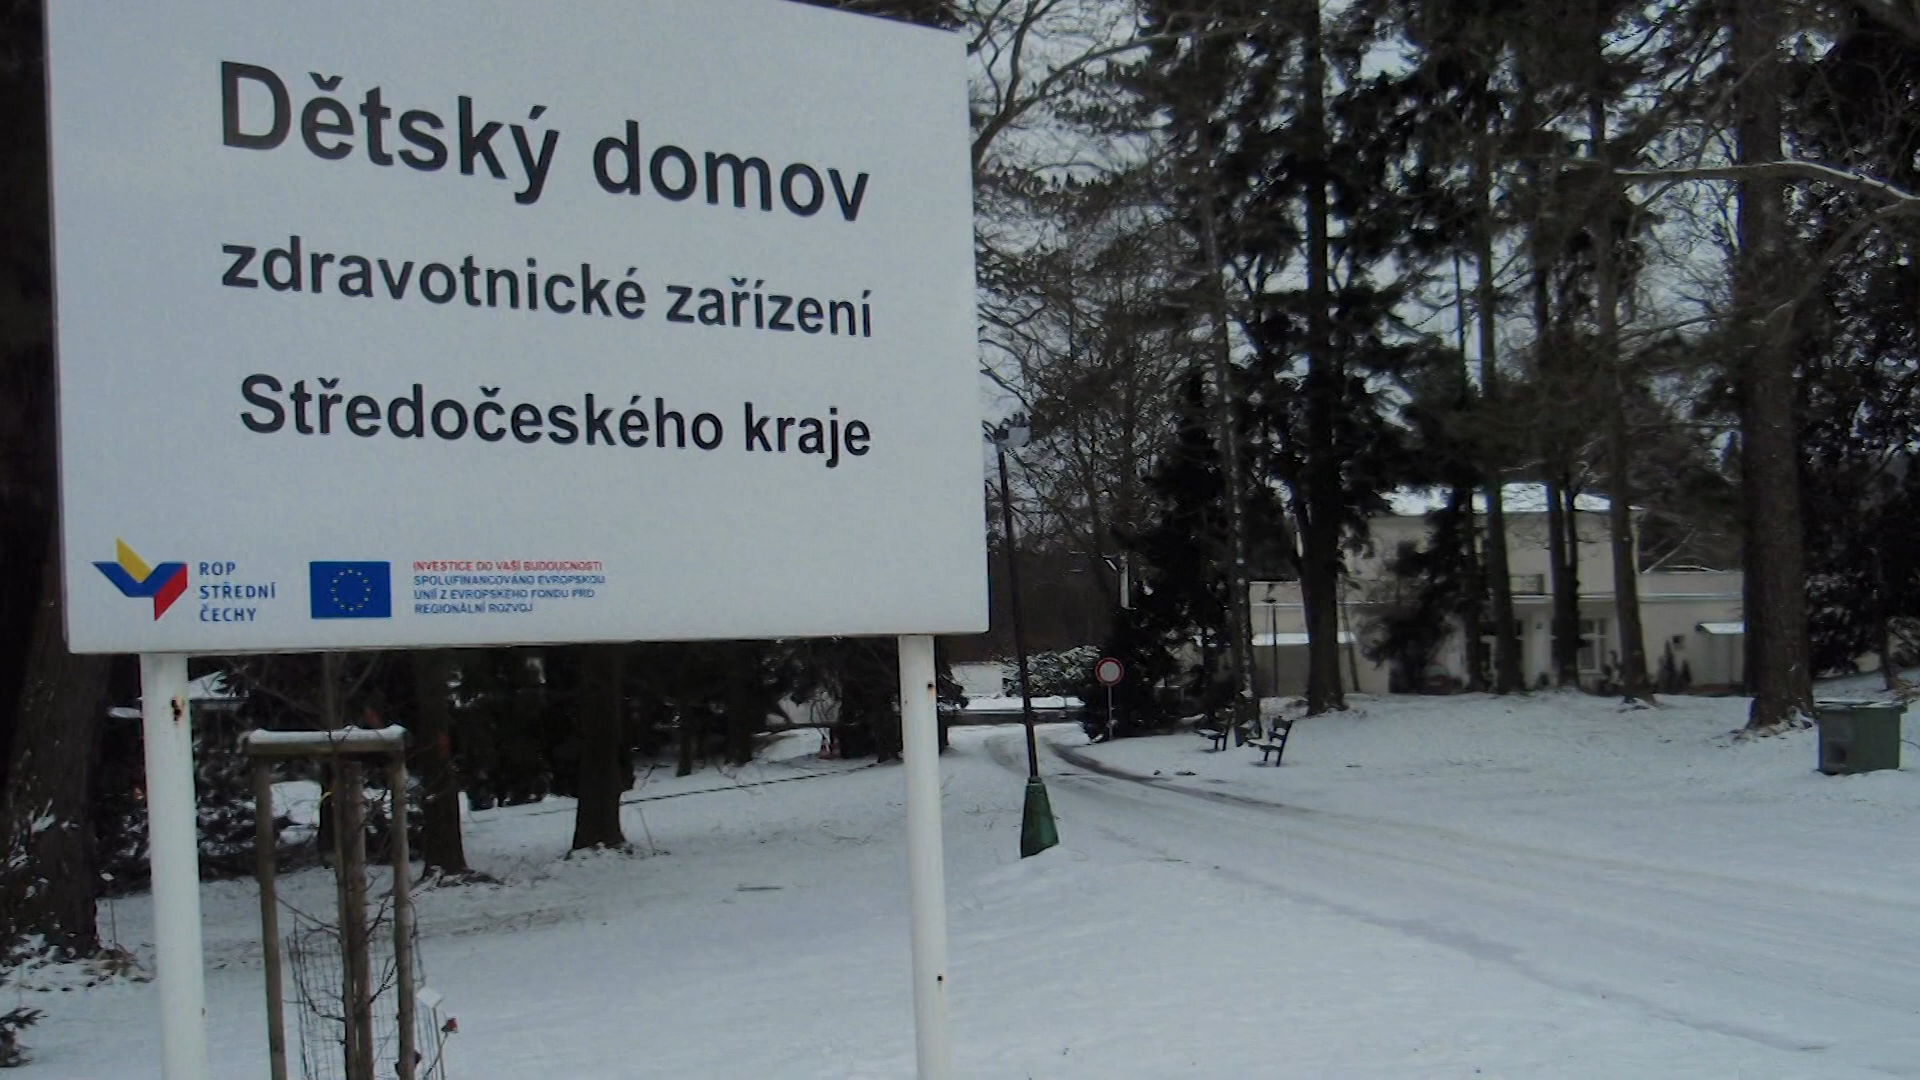 Dětský domov
zdravotnické zařízení
Středočeského kraje
ROP
STŘEDNÍ
ČECHY
INVESTICE DO VAŠÍ BUDOUCNOSTI
SPOLUFINANCOVÁNO EVROPSKOU
UNIÍ Z EVROPSKÉHO FONDU PRO
REGIONÁLNÍ ROZVOJ